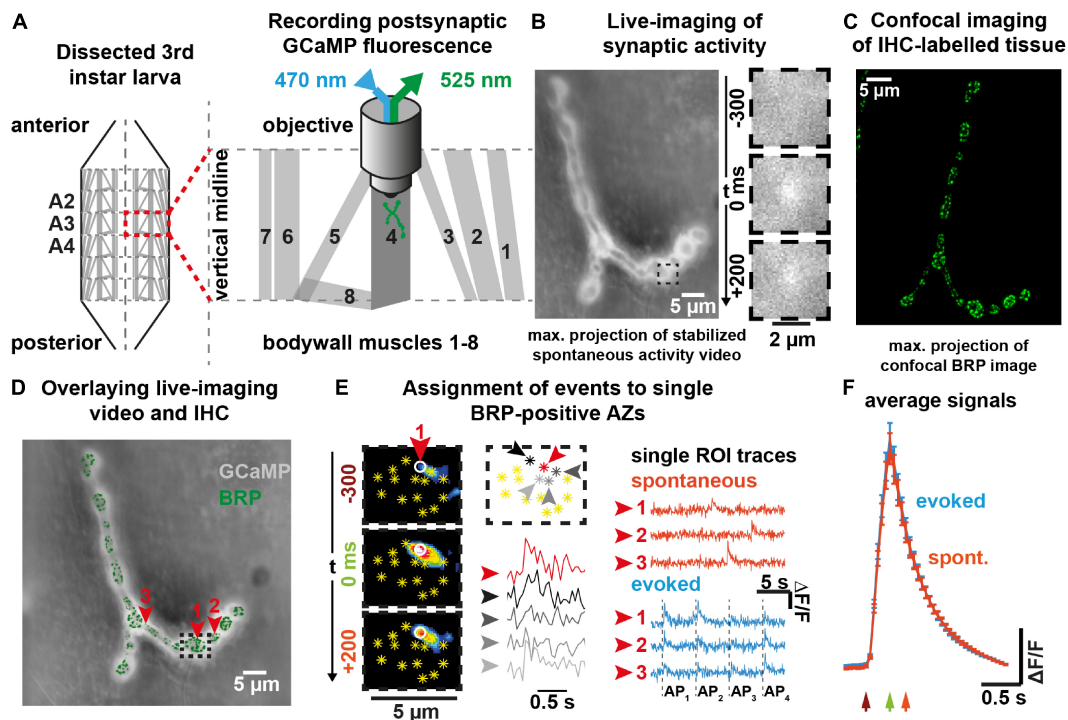 A
Dissected 3rd
instar larva
anterior
A2
A3
A4
posterior
Recording postsynaptic
GCaMP fluorescence
470 nm
525 nm
objective
vertical midline
7
6
5
4
3
2
1
8
bodywall muscles 1-8
B
Live-imaging of
synaptic activity
5 µm
max. projection of stabilized
spontaneous activity video
-300
t
0 ms
+200
2 µm
C
Confocal imaging
of IHC-labelled tissue
5 µm
max. projection of
confocal BRP image
D
Overlaying live-imaging
video and IHC
GCaMP
BRP
3
1
2
5 µm
E
Assignment of events to single
BRP-positive AZs
1
-300
t
0 ms
+200
5 µm
0.5 s
single ROI traces
spontaneous
1
2
3
5 s
ΔF/F
evoked
1
2
3
AP1
AP2
AP3
AP4
F
average signals
evoked
spont.
ΔF/F
0.5 s